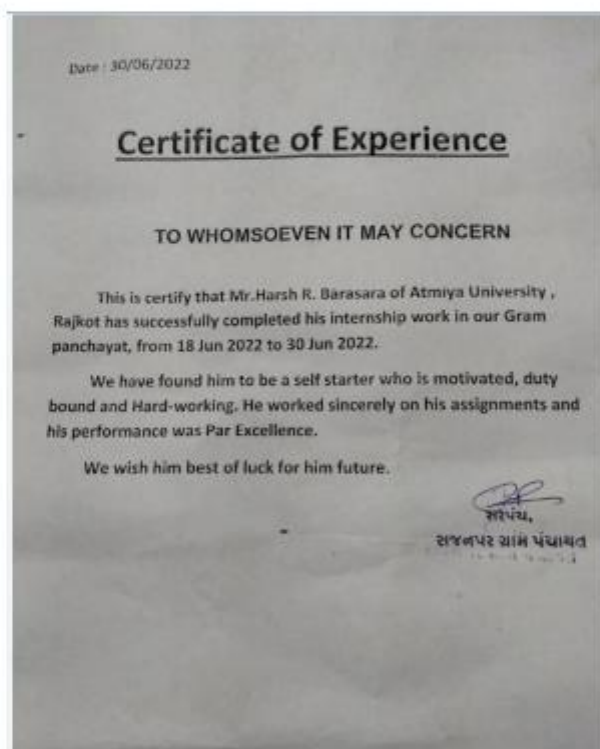 Date : 30/06/2022
Certificate of Experience
TO WHOMSOEVEN IT MAY CONCERN
This is certify that Mr.Harsh R. Barasara of Atmiya University ,
Rajkot has successfully completed his internship work in our Gram
panchayat, from 18 Jun 2022 to 30 Jun 2022.
We have found him to be a self starter who is motivated, duty
bound and Hard-working. He worked sincerely on his assignments and
his performance was Par Excellence.
We wish him best of luck for him future.
સરપંચ,
સજનપર ગ્રામ પંચાયત